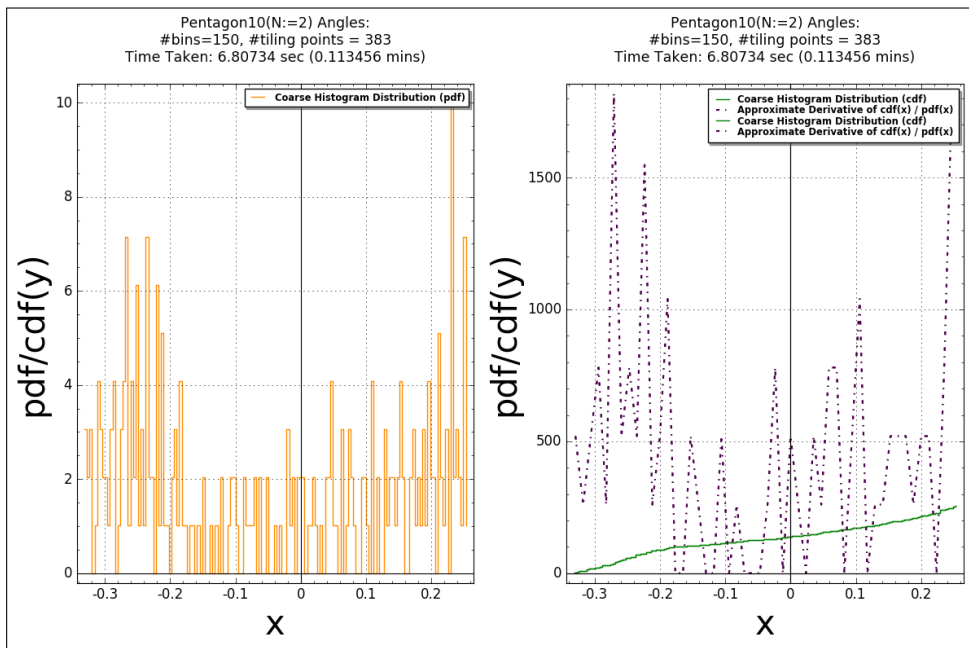 Pentagon10(N:=2) Angles:
#bins=150, #tiling points = 383
Time Taken: 6.80734 sec (0.113456 mins)
Coarse Histogram Distribution (pdf)
10
8
6
4
2
0
-0.3
-0.2
-0.1
0
0.1
0.2
pdf/cdf(y)
x
Pentagon10(N:=2) Angles:
#bins=150, #tiling points = 383
Time Taken: 6.80734 sec (0.113456 mins)
Coarse Histogram Distribution (cdf)
Approximate Derivative of cdf(x) / pdf(x)
Coarse Histogram Distribution (cdf)
Approximate Derivative of cdf(x) / pdf(x)
1500
1000
500
0
-0.3
-0.2
-0.1
0
0.1
0.2
pdf/cdf(y)
x